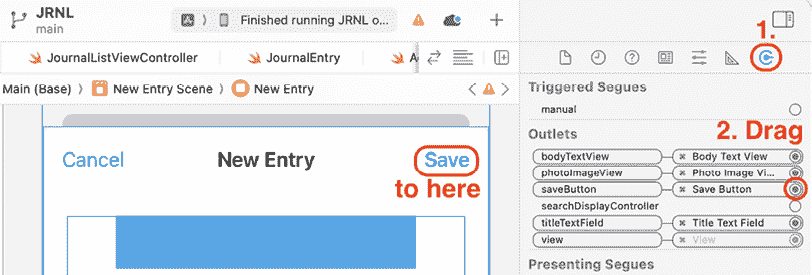 JRNL
main
Finished running JRNL o...
JournalListViewController
JournalEntry
Main (Base)
New Entry Scene
New Entry
Cancel
New Entry
Save
to here
1.
Triggered Segues
manual
2. Drag
Outlets
bodyTextView
Body Text View
photoImageView
Photo Image Vi...
saveButton
Save Button
searchDisplayController
titleTextField
Title Text Field
view
View
Presenting Segues